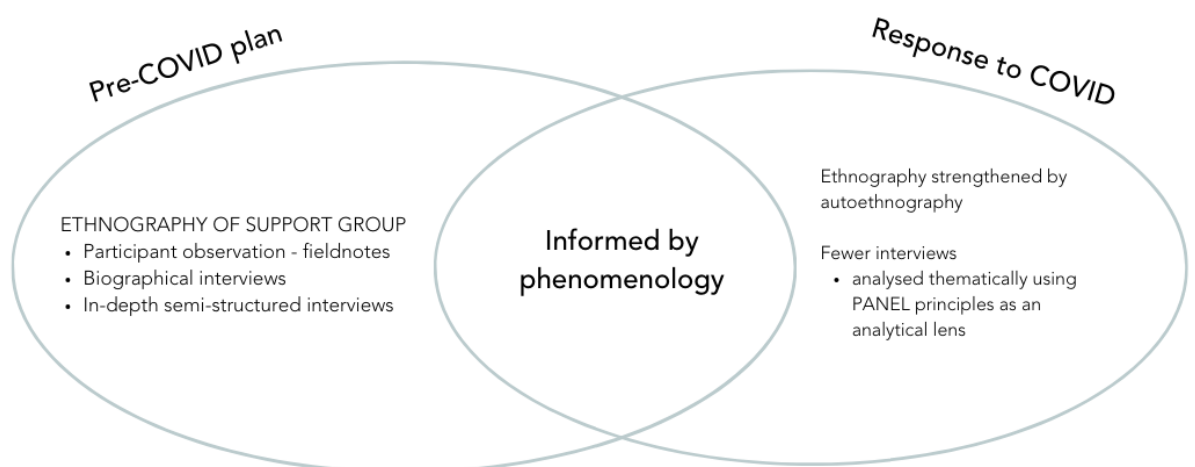 Pre-COVID plan
Response to COVID
ETHNOGRAPHY OF SUPPORT GROUP
• Participant observation - fieldnotes
• Biographical interviews
• In-depth semi-structured interviews
Informed by
phenomenology
Ethnography strengthened by
autoethnography
Fewer interviews
• analysed thematically using
PANEL principles as an
analytical lens